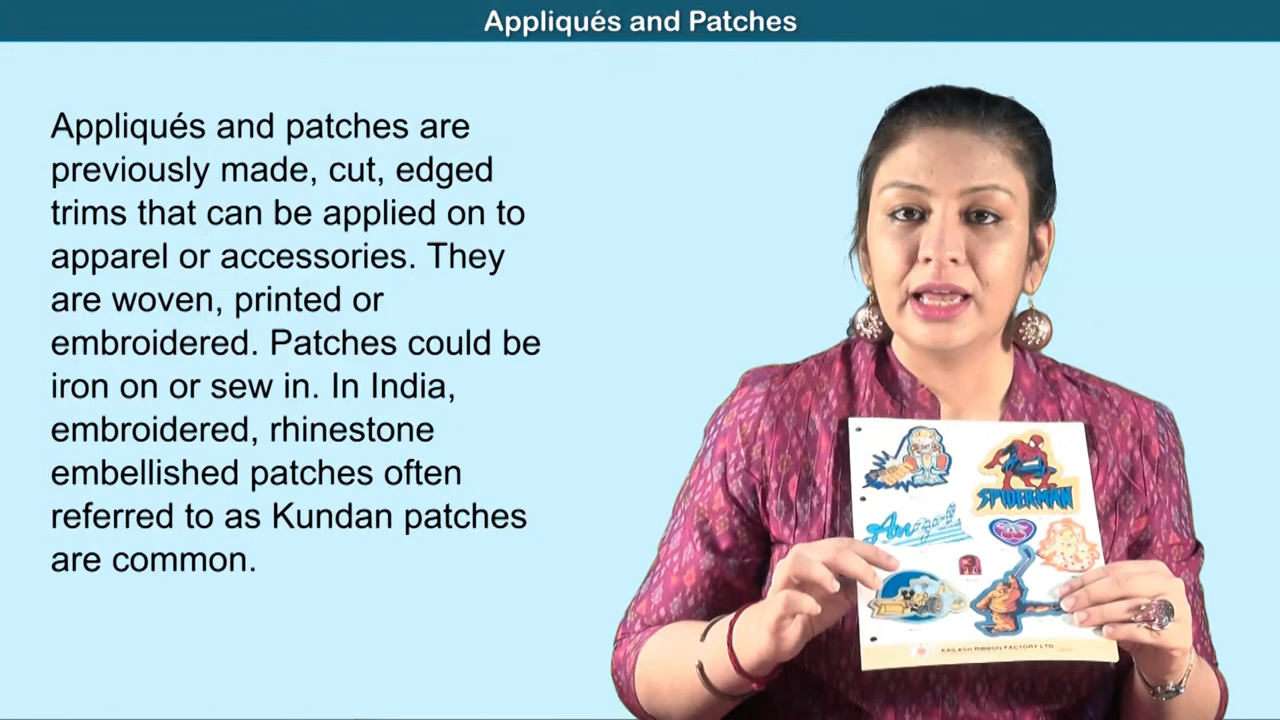 Appliqués and Patches
Appliqués and patches are
previously made, cut, edged
trims that can be applied on to
apparel or accessories. They
are woven, printed or
embroidered. Patches could be
iron on or sew in. In India,
embroidered, rhinestone
embellished patches often
referred to as Kundan patches
are common.
SPIDERMAN
Angel
KAILASH RIBBON FACTORY LTD